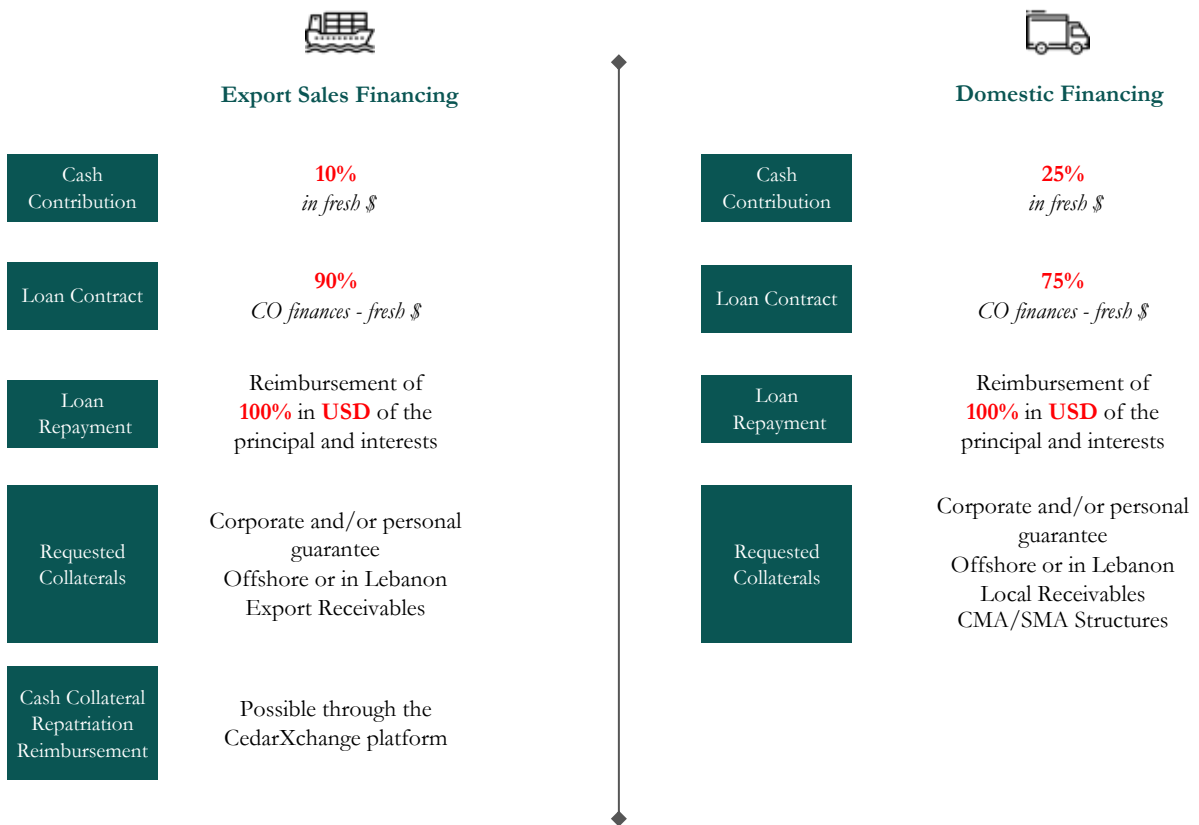 Export Sales Financing
Cash
Contribution
10%
in fresh $
Loan Contract
90%
CO finances - fresh $
Loan
Repayment
Reimbursement of
100% in USD of the
principal and interests
Requested
Collaterals
Corporate and/or personal
guarantee
Offshore or in Lebanon
Export Receivables
Cash Collateral
Repatriation
Reimbursement
Possible through the
CedarXchange platform
Domestic Financing
Cash
Contribution
25%
in fresh $
Loan Contract
75%
CO finances - fresh $
Loan
Repayment
Reimbursement of
100% in USD of the
principal and interests
Requested
Collaterals
Corporate and/or personal
guarantee
Offshore or in Lebanon
Local Receivables
CMA/SMA Structures